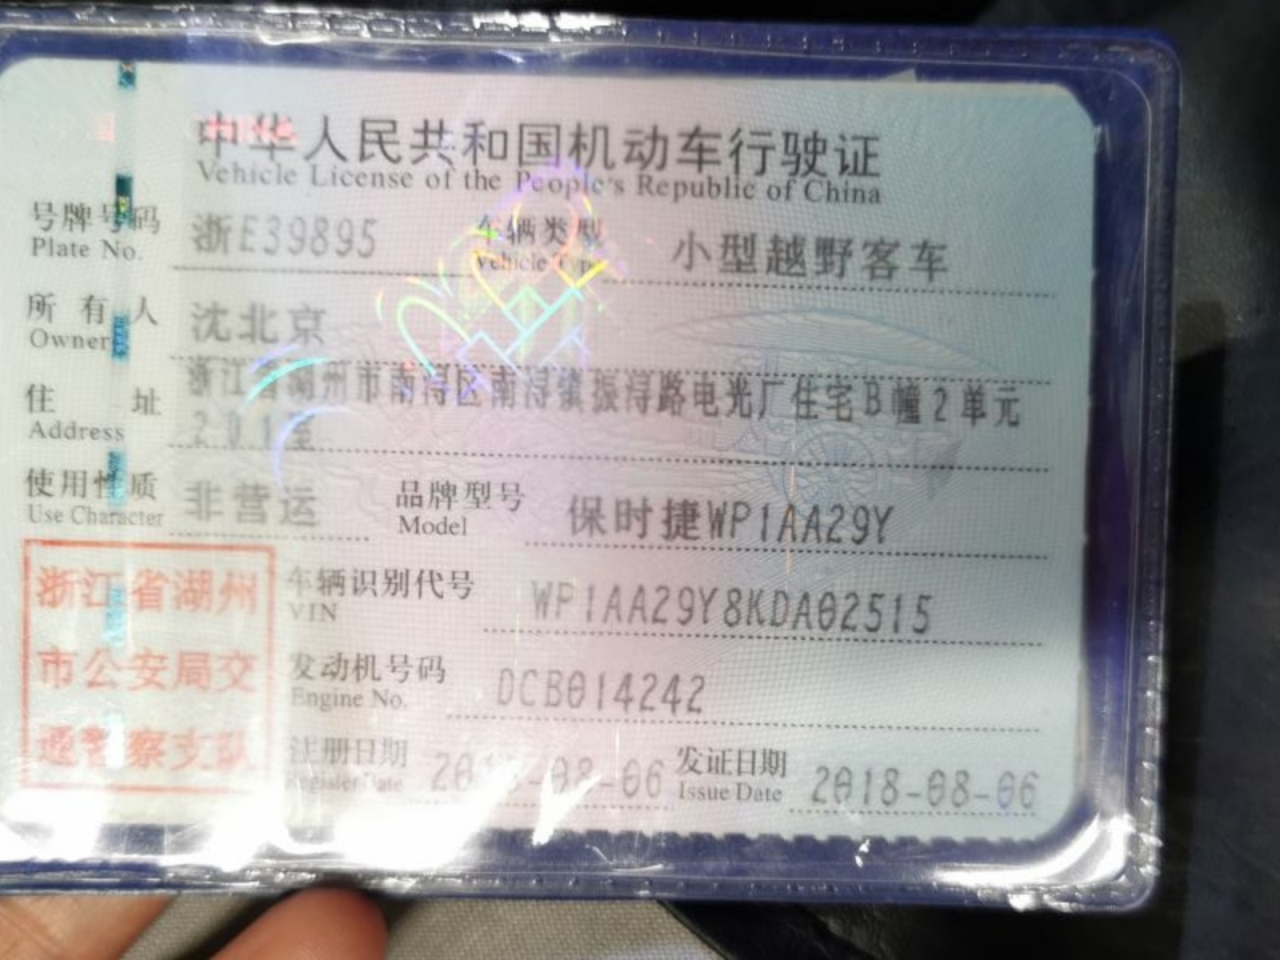 中华人民共和国机动车行驶证
Vehicle License of the People's Republic of China
号牌号码 浙E39895 车辆类型 小型越野客车
Plate No. Vehicle Type
所有人 沈北京
Owner
住址 浙江省湖州市南浔区南浔镇振浔路电光厂住宅B幢2单元
Address 201室
使用性质 非营运 品牌型号 保时捷WP1AA29Y
Use Character Model
浙江省湖州 车辆识别代号 WP1AA29Y8KDA02515
VIN
市公安局交 发动机号码 DCB014242
Engine No.
通警察支队 注册日期 2018-08-06 发证日期 2018-08-06
Register Date Issue Date